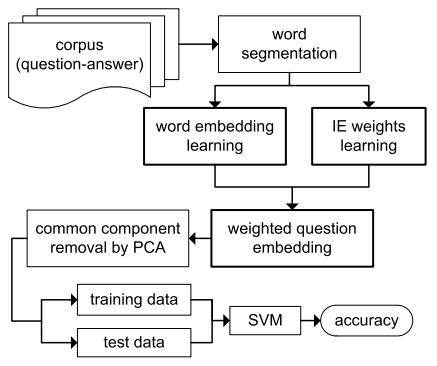 corpus
(question-answer)
word
segmentation
word embedding
learning
IE weights
learning
common component
removal by PCA
weighted question
embedding
training data
test data
SVM
accuracy